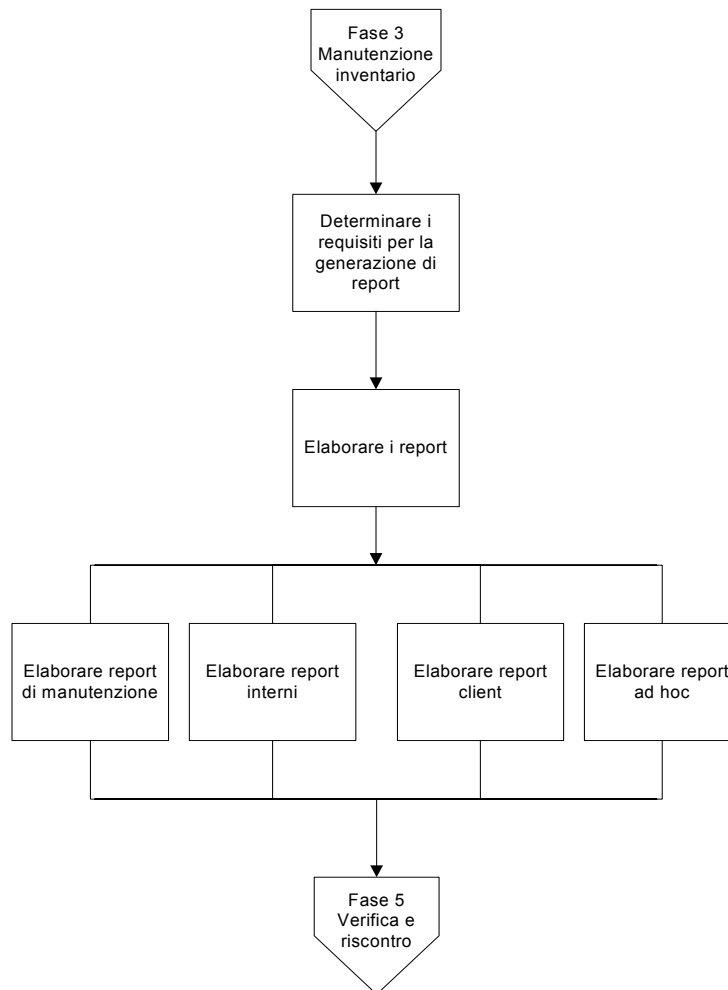 Fase 3
Manutenzione
inventario
Determinare i
requisiti per la
generazione di
report
Elaborare i report
Elaborare report
di manutenzione
Elaborare report
interni
Elaborare report
client
Elaborare report
ad hoc
Fase 5
Verifica e
riscontro